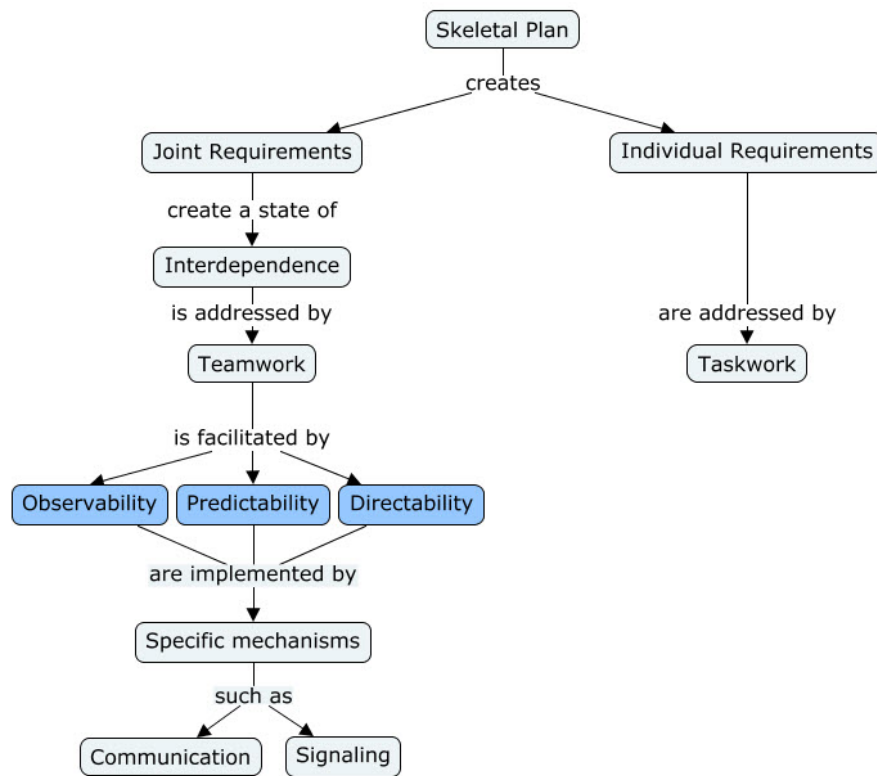 Skeletal Plan
creates
Joint Requirements
Individual Requirements
create a state of
Interdependence
is addressed by
are addressed by
Teamwork
Taskwork
is facilitated by
Observability
Predictability
Directability
are implemented by
Specific mechanisms
such as
Communication
Signaling